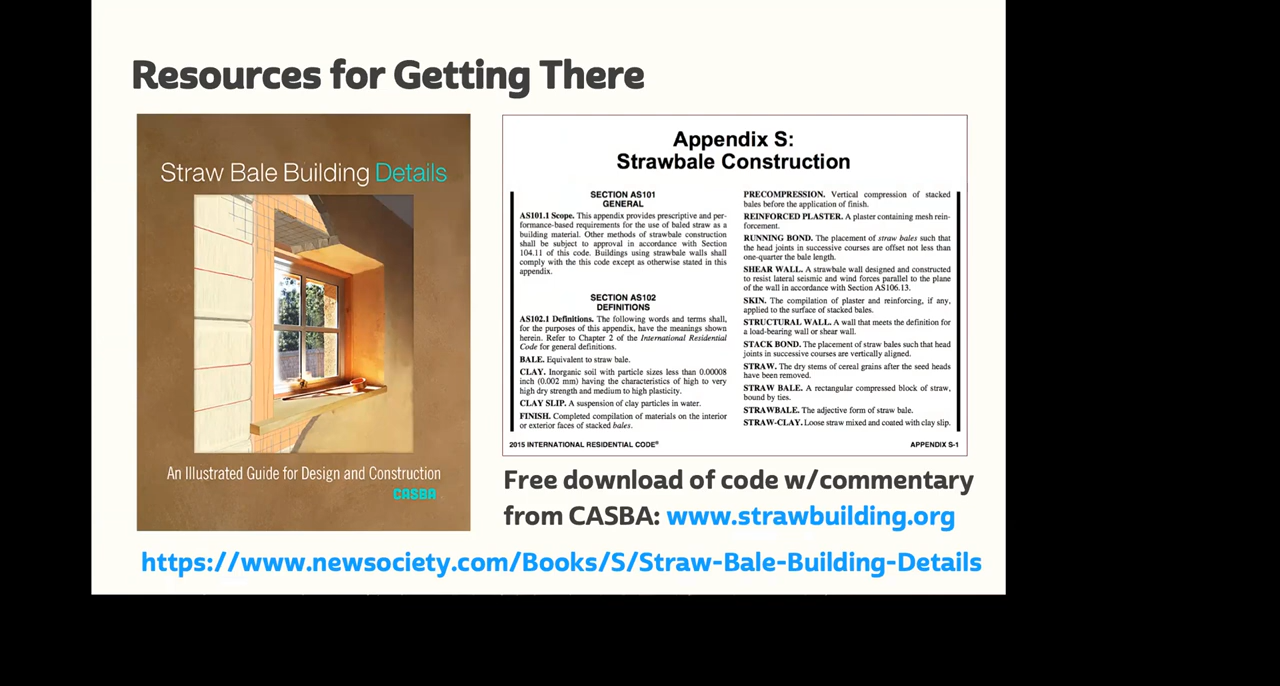 Resources for Getting There
Straw Bale Building Details
An Illustrated Guide for Design and Construction
CASBA
Appendix S:
Strawbale Construction
SECTION AS101
GENERAL
AS101.1 Scope. This appendix provides prescriptive and per-
formance-based requirements for the use of baled straw as a
building material. Other methods of strawbale construction
shall be subject to approval in accordance with Section
104.11 of this code. Buildings using strawbale walls shall
comply with the this code except as otherwise stated in this
appendix.
SECTION AS102
DEFINITIONS
AS102.1 Definitions. The following words and terms shall,
for the purposes of this appendix, have the meanings shown
herein. Refer to Chapter 2 of the International Residential
Code for general definitions.
BALE. Equivalent to straw bale.
CLAY. Inorganic soil with particle sizes less than 0.00008
inch (0.002 mm) having the characteristics of high to very
high dry strength and medium to high plasticity.
CLAY SLIP. A suspension of clay particles in water.
FINISH. Completed compilation of materials on the interior
or exterior faces of stacked bales.
PRECOMPRESSION. Vertical compression of stacked
bales before the application of finish.
REINFORCED PLASTER. A plaster containing mesh rein-
forcement.
RUNNING BOND. The placement of straw bales such that
the head joints in successive courses are offset not less than
one-quarter the bale length.
SHEAR WALL. A strawbale wall designed and constructed
to resist lateral seismic and wind forces parallel to the plane
of the wall in accordance with Section AS106.13.
SKIN. The compilation of plaster and reinforcing, if any,
applied to the surface of stacked bales.
STRUCTURAL WALL. A wall that meets the definition for
a load-bearing wall or shear wall.
STACK BOND. The placement of straw bales such that head
joints in successive courses are vertically aligned.
STRAW. The dry stems of cereal grains after the seed heads
have been removed.
STRAW BALE. A rectangular compressed block of straw,
bound by ties.
STRAWBALE. The adjective form of straw bale.
STRAW-CLAY. Loose straw mixed and coated with clay slip.
2015 INTERNATIONAL RESIDENTIAL CODE®
APPENDIX S-1
Free download of code w/commentary
from CASBA: www.strawbuilding.org
https://www.newsociety.com/Books/S/Straw-Bale-Building-Details